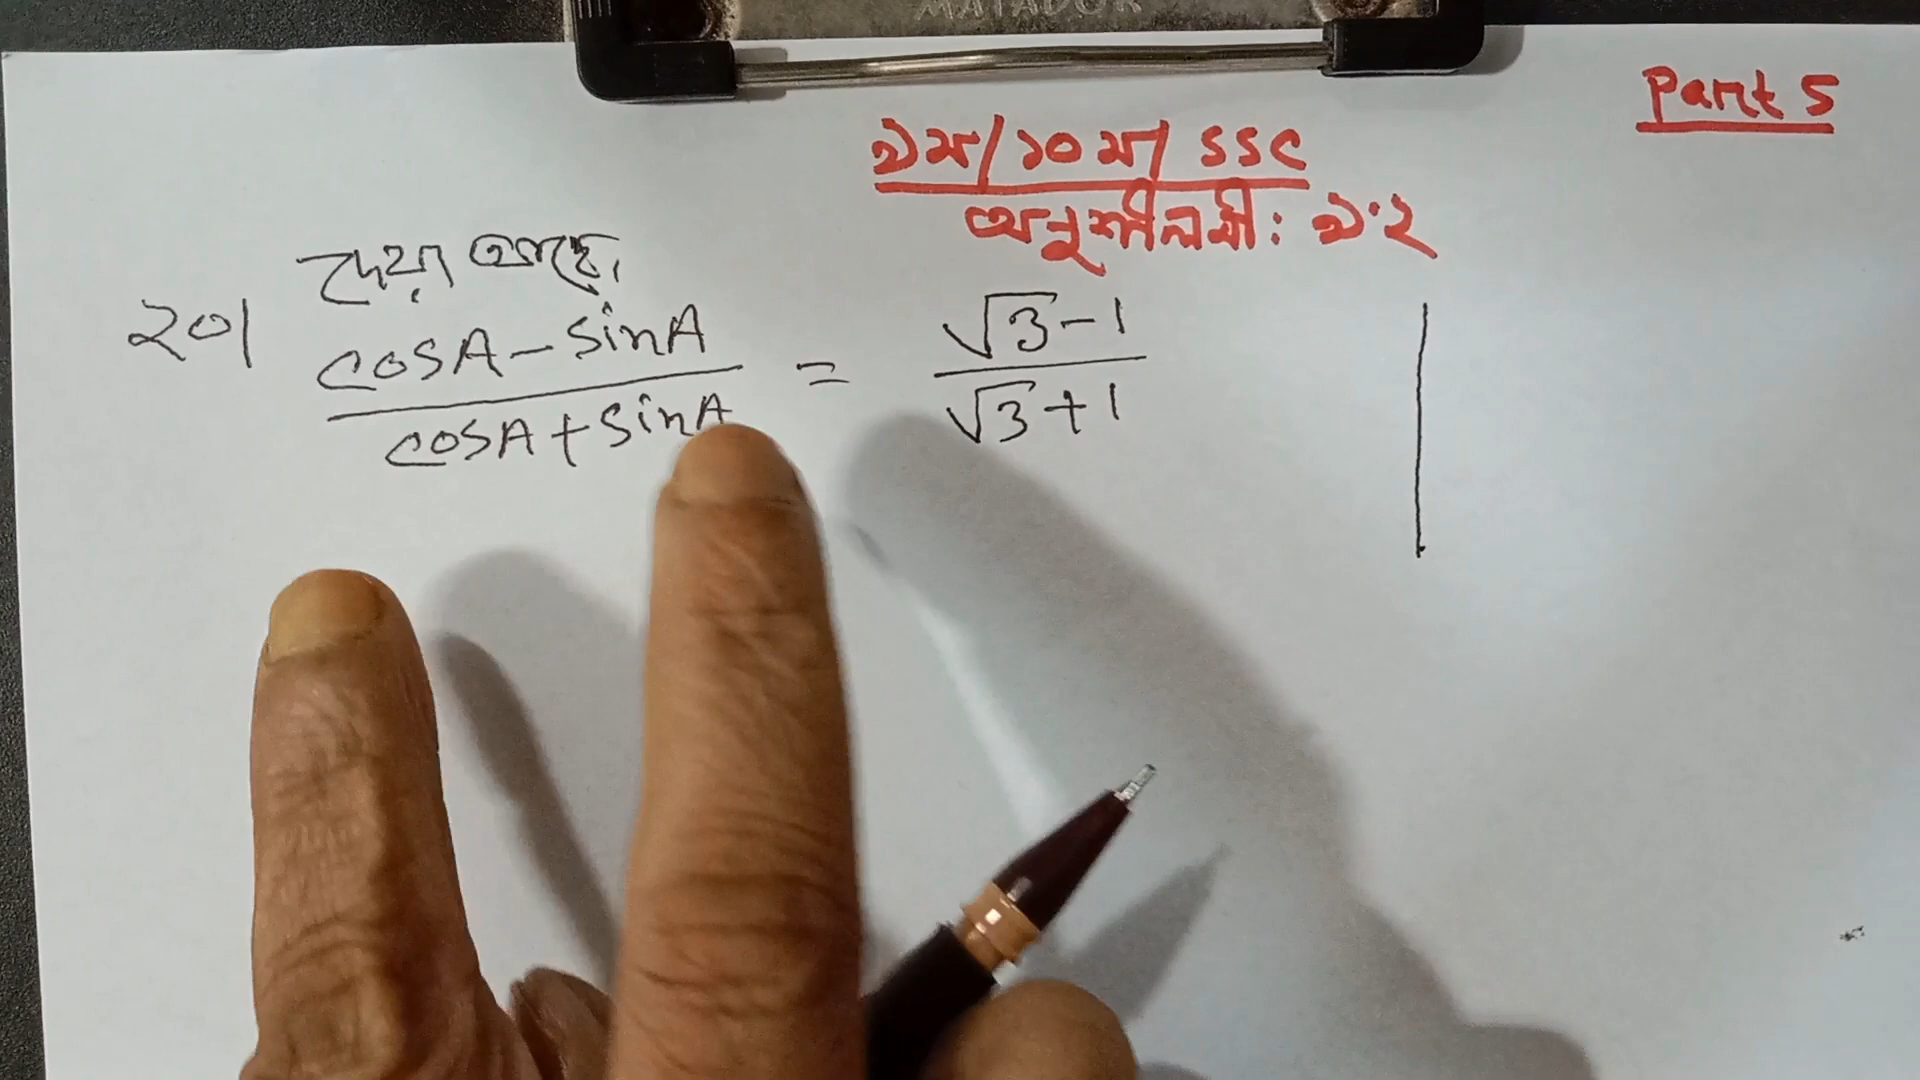 MATADOR
Part 5
৯ম/১০ম/ SSC
অনুশীলনী: ৯.২
দেয়া আছে,
২০। cosA - sinA / cosA + sinA = √3 - 1 / √3 + 1